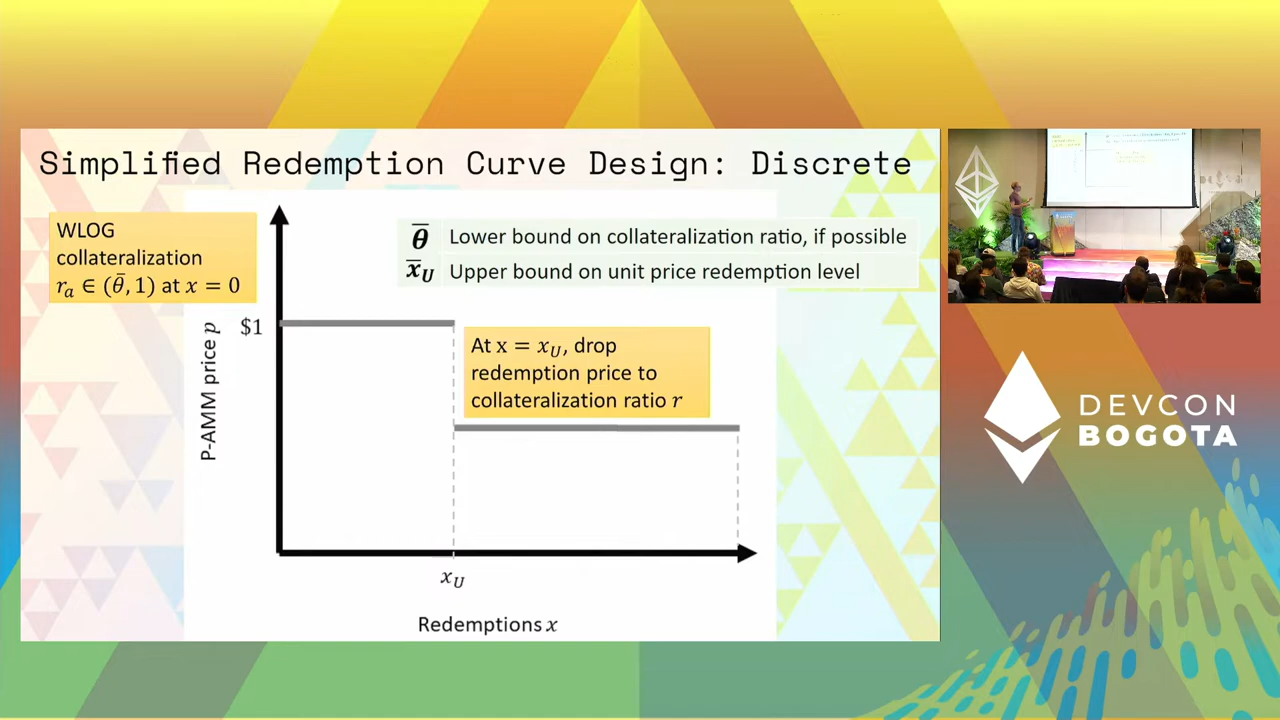 Simplified Redemption Curve Design: Discrete
WLOG
collateralization
r_a ∈ (θ̄, 1) at x = 0
θ̄ Lower bound on collateralization ratio, if possible
x̄_U Upper bound on unit price redemption level
$1
P-AMM price p
At x = x_U, drop
redemption price to
collateralization ratio r
x_U
Redemptions x
DEVCON
BOGOTA